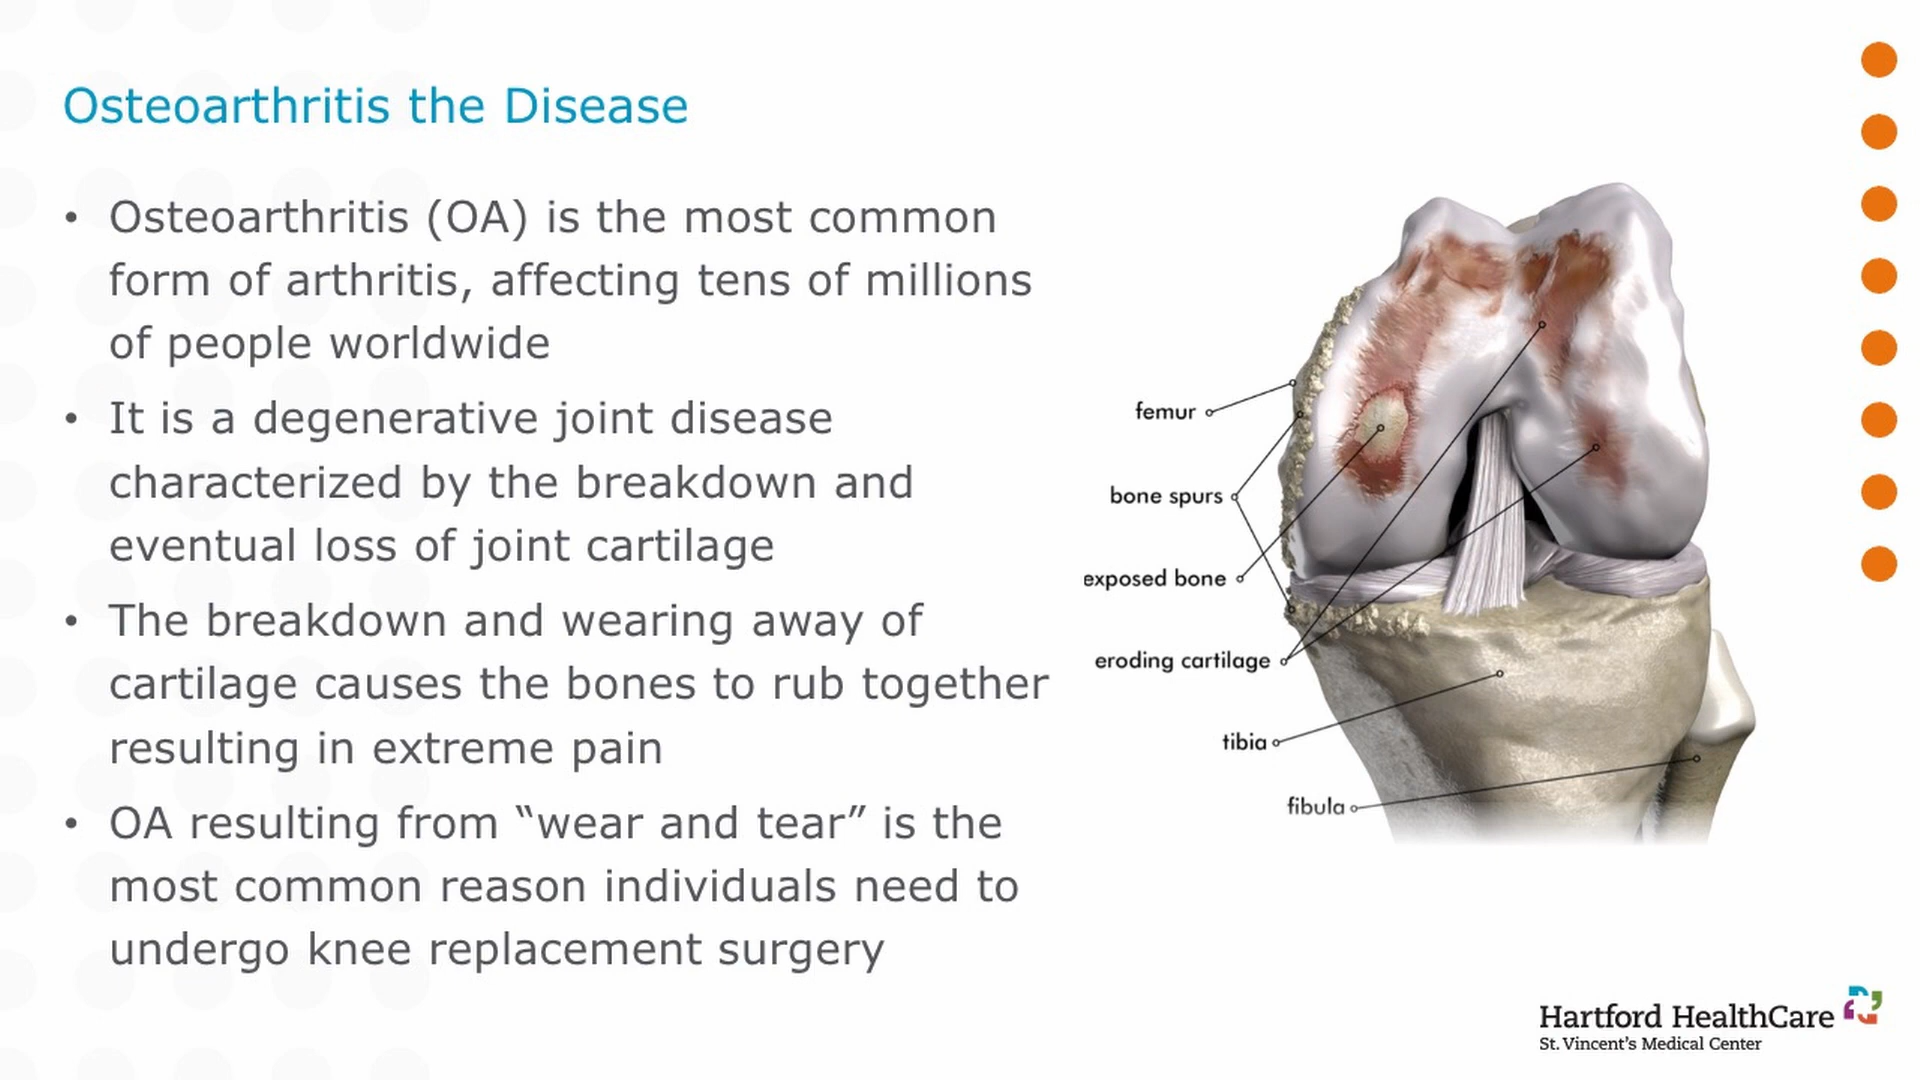 Osteoarthritis the Disease
• Osteoarthritis (OA) is the most common
form of arthritis, affecting tens of millions
of people worldwide
• It is a degenerative joint disease
characterized by the breakdown and
eventual loss of joint cartilage
• The breakdown and wearing away of
cartilage causes the bones to rub together
resulting in extreme pain
• OA resulting from “wear and tear” is the
most common reason individuals need to
undergo knee replacement surgery
femur
bone spurs
exposed bone
eroding cartilage
tibia
fibula
Hartford HealthCare
St. Vincent's Medical Center